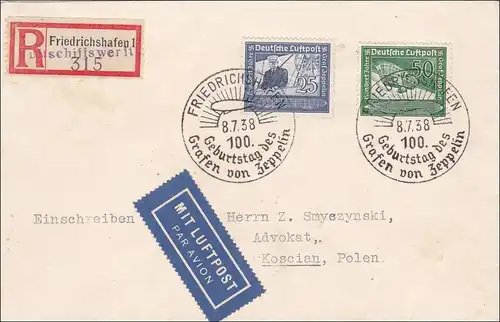 R
Friedrichshafen 1
Luftschiffswerft
315
Deutsche Luftpost
Graf Zeppelin
25
Deutsche Luftpost
50
FRIEDRICHSHAFEN
8.7.38
100.
Geburtstag des
Grafen von Zeppelin
8.7.38
100.
Geburtstag des
Grafen von Zeppelin
MIT LUFTPOST
PAR AVION
Einschreiben
Herrn Z. Smyczynski,
Advokat,
Koscian, Polen.